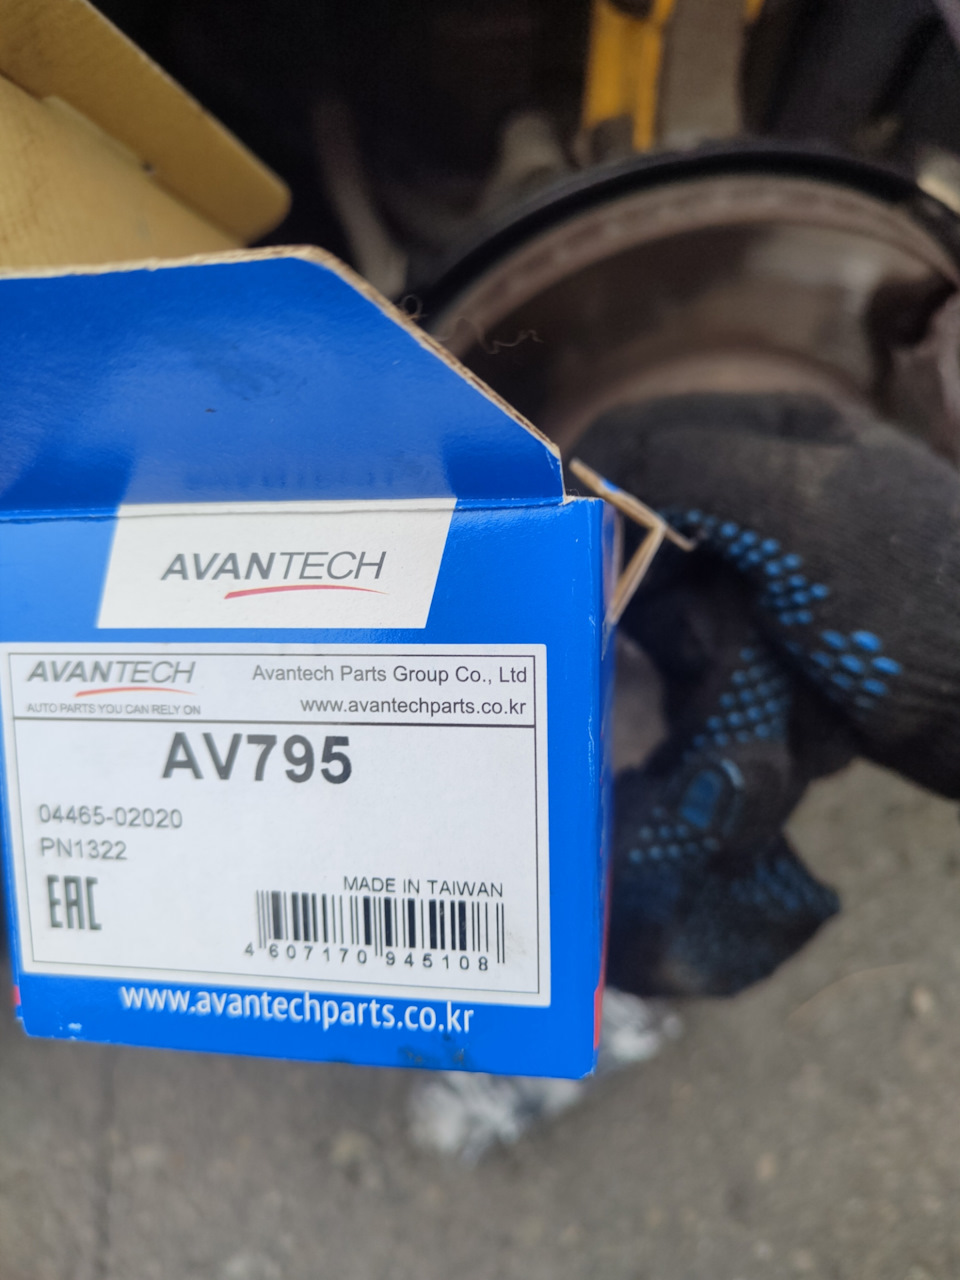 AVANTECH
AVANTECH
AUTO PARTS YOU CAN RELY ON
Avantech Parts Group Co., Ltd
www.avantechparts.co.kr
AV795
04465-02020
PN1322
EAC
MADE IN TAIWAN
4 607170 945108
www.avantechparts.co.kr